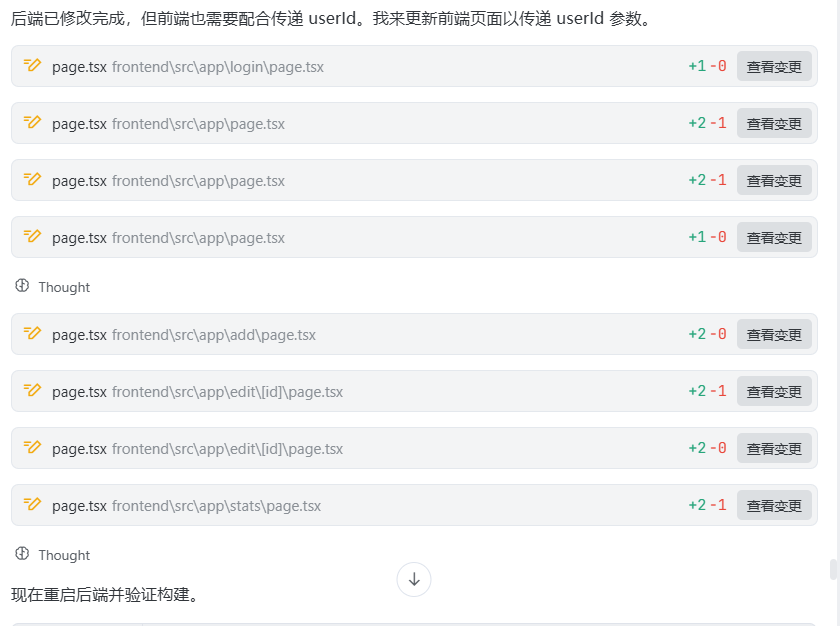 后端已修改完成，但前端也需要配合传递 userId。我来更新前端页面以传递 userId 参数。
page.tsx frontend\src\app\login\page.tsx +1 -0 查看变更
page.tsx frontend\src\app\page.tsx +2 -1 查看变更
page.tsx frontend\src\app\page.tsx +2 -1 查看变更
page.tsx frontend\src\app\page.tsx +1 -0 查看变更
Thought
page.tsx frontend\src\app\add\page.tsx +2 -0 查看变更
page.tsx frontend\src\app\edit\[id]\page.tsx +2 -1 查看变更
page.tsx frontend\src\app\edit\[id]\page.tsx +2 -0 查看变更
page.tsx frontend\src\app\stats\page.tsx +2 -1 查看变更
Thought
现在重启后端并验证构建。